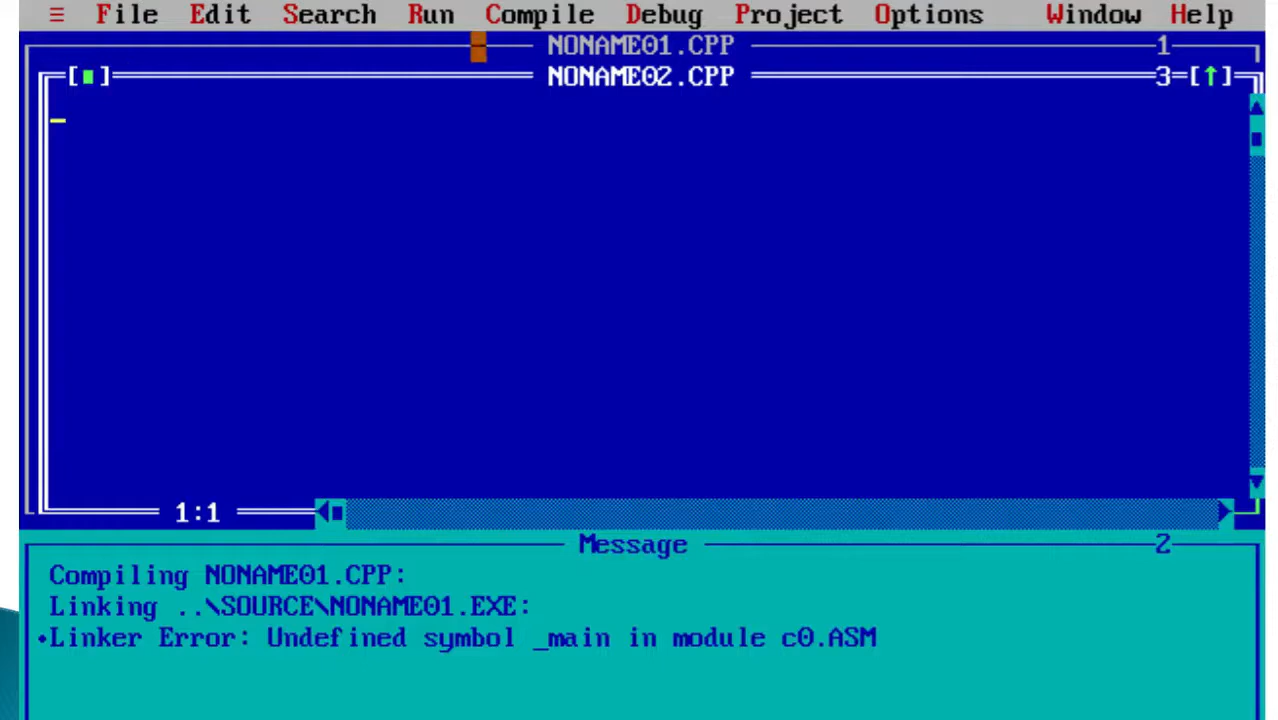 ≡ File Edit Search Run Compile Debug Project Options Window Help
NONAME01.CPP 1
[■] NONAME02.CPP 3=[↑]
1:1
Message 2
Compiling NONAME01.CPP:
Linking ..\SOURCE\NONAME01.EXE:
•Linker Error: Undefined symbol _main in module c0.ASM